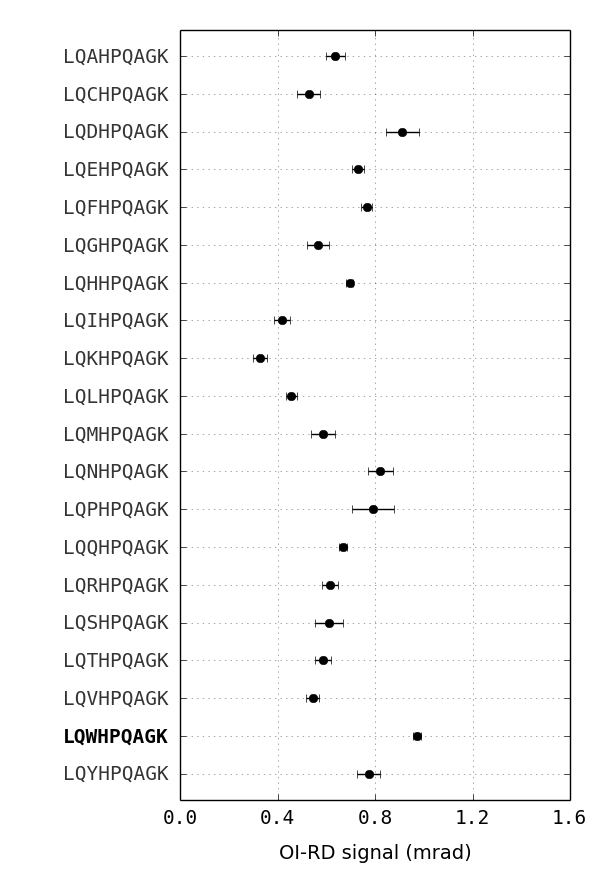 LQAHPQAGK
LQCHPQAGK
LQDHPQAGK
LQEHPQAGK
LQFHPQAGK
LQGHPQAGK
LQHHPQAGK
LQIHPQAGK
LQKHPQAGK
LQLHPQAGK
LQMHPQAGK
LQNHPQAGK
LQPHPQAGK
LQQHPQAGK
LQRHPQAGK
LQSHPQAGK
LQTHPQAGK
LQVHPQAGK
LQWHPQAGK
LQYHPQAGK
0.0 0.4 0.8 1.2 1.6
OI-RD signal (mrad)